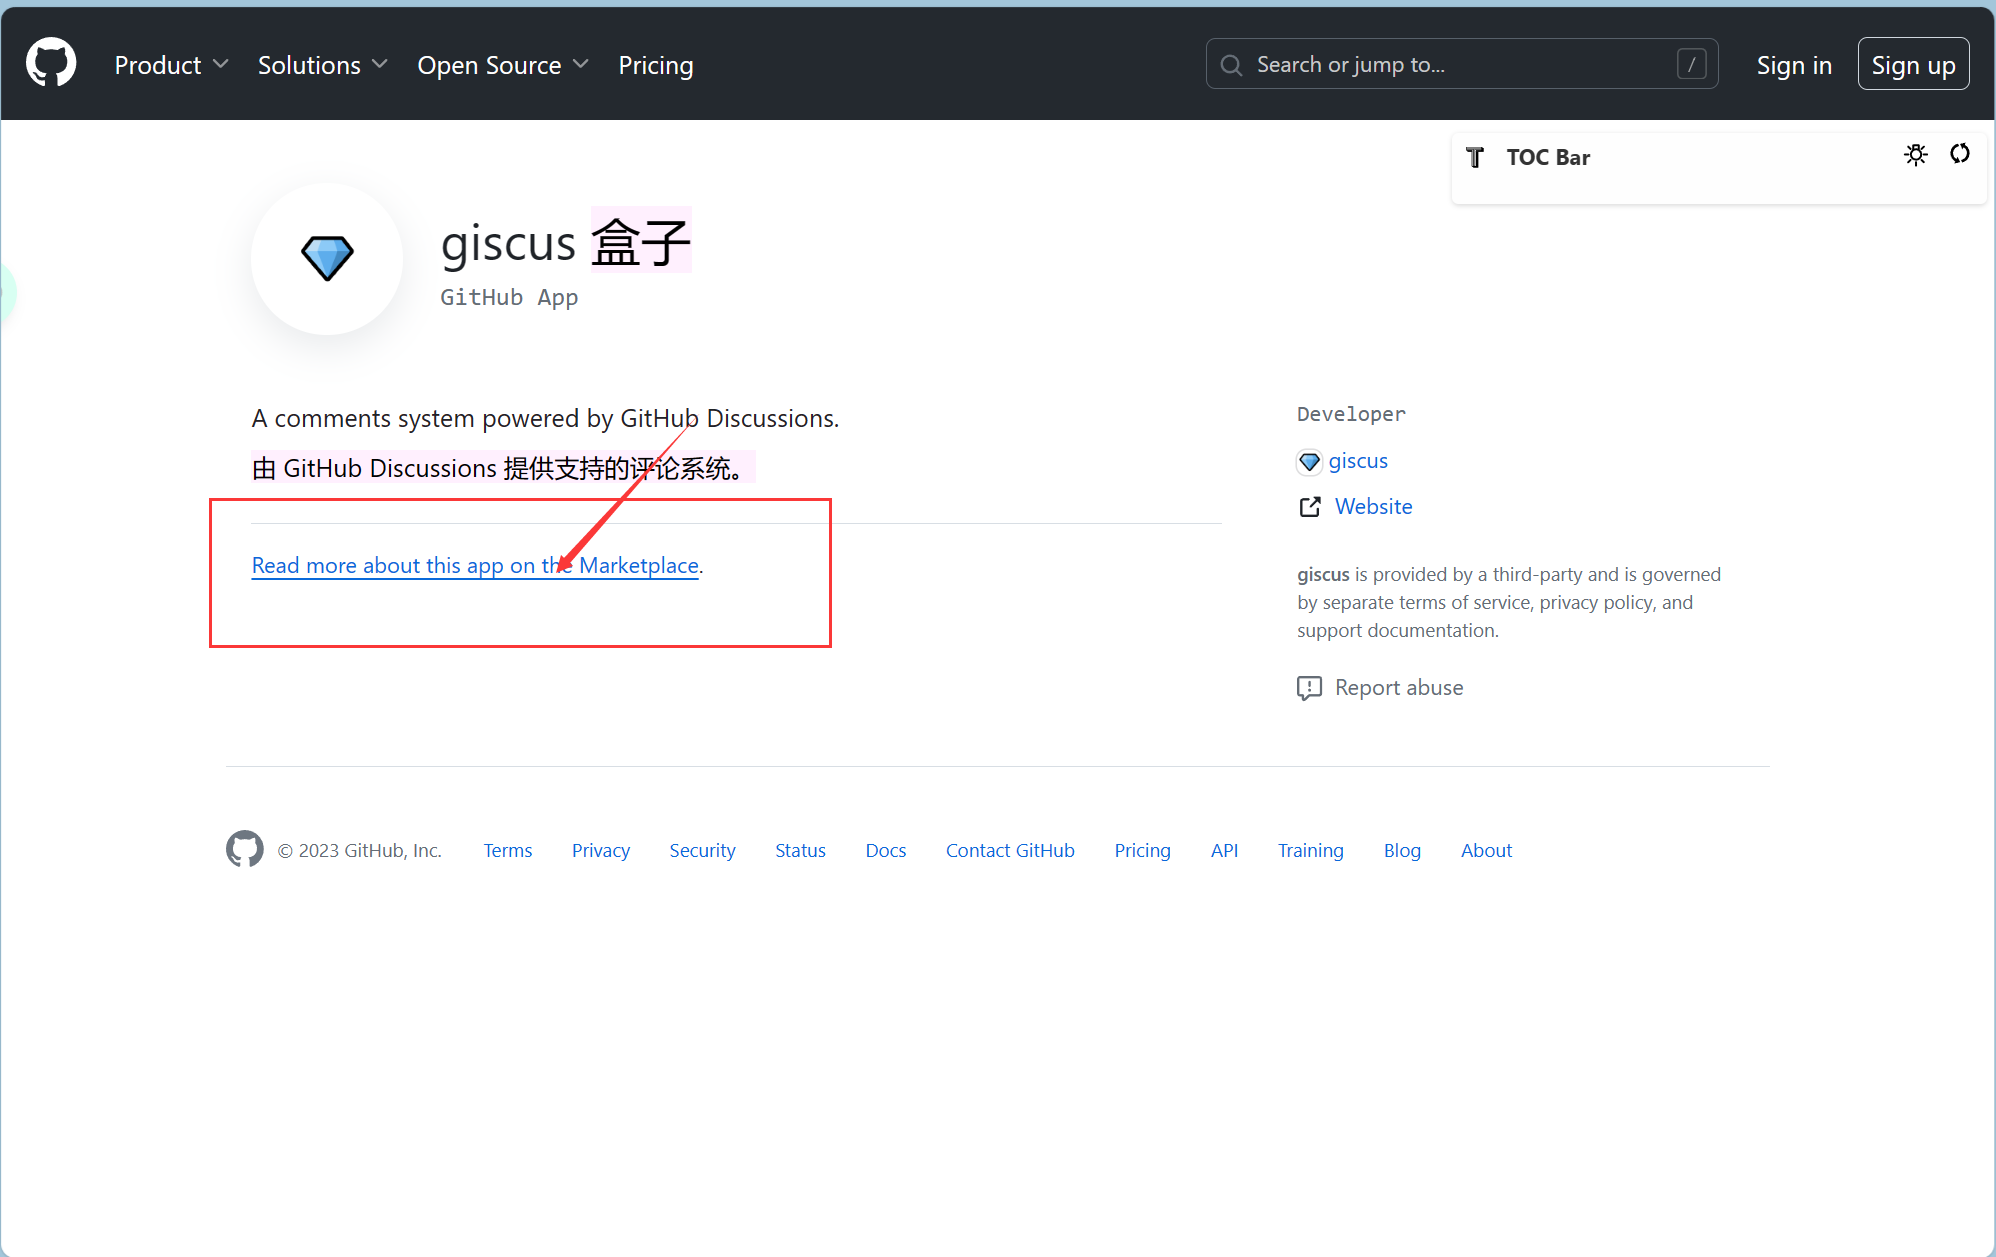 Product Solutions Open Source Pricing Search or jump to... / Sign in Sign up
TOC Bar
giscus 盒子
GitHub App
A comments system powered by GitHub Discussions.
由 GitHub Discussions 提供支持的评论系统。
Read more about this app on the Marketplace.
Developer
giscus
Website
giscus is provided by a third-party and is governed
by separate terms of service, privacy policy, and
support documentation.
Report abuse
© 2023 GitHub, Inc. Terms Privacy Security Status Docs Contact GitHub Pricing API Training Blog About